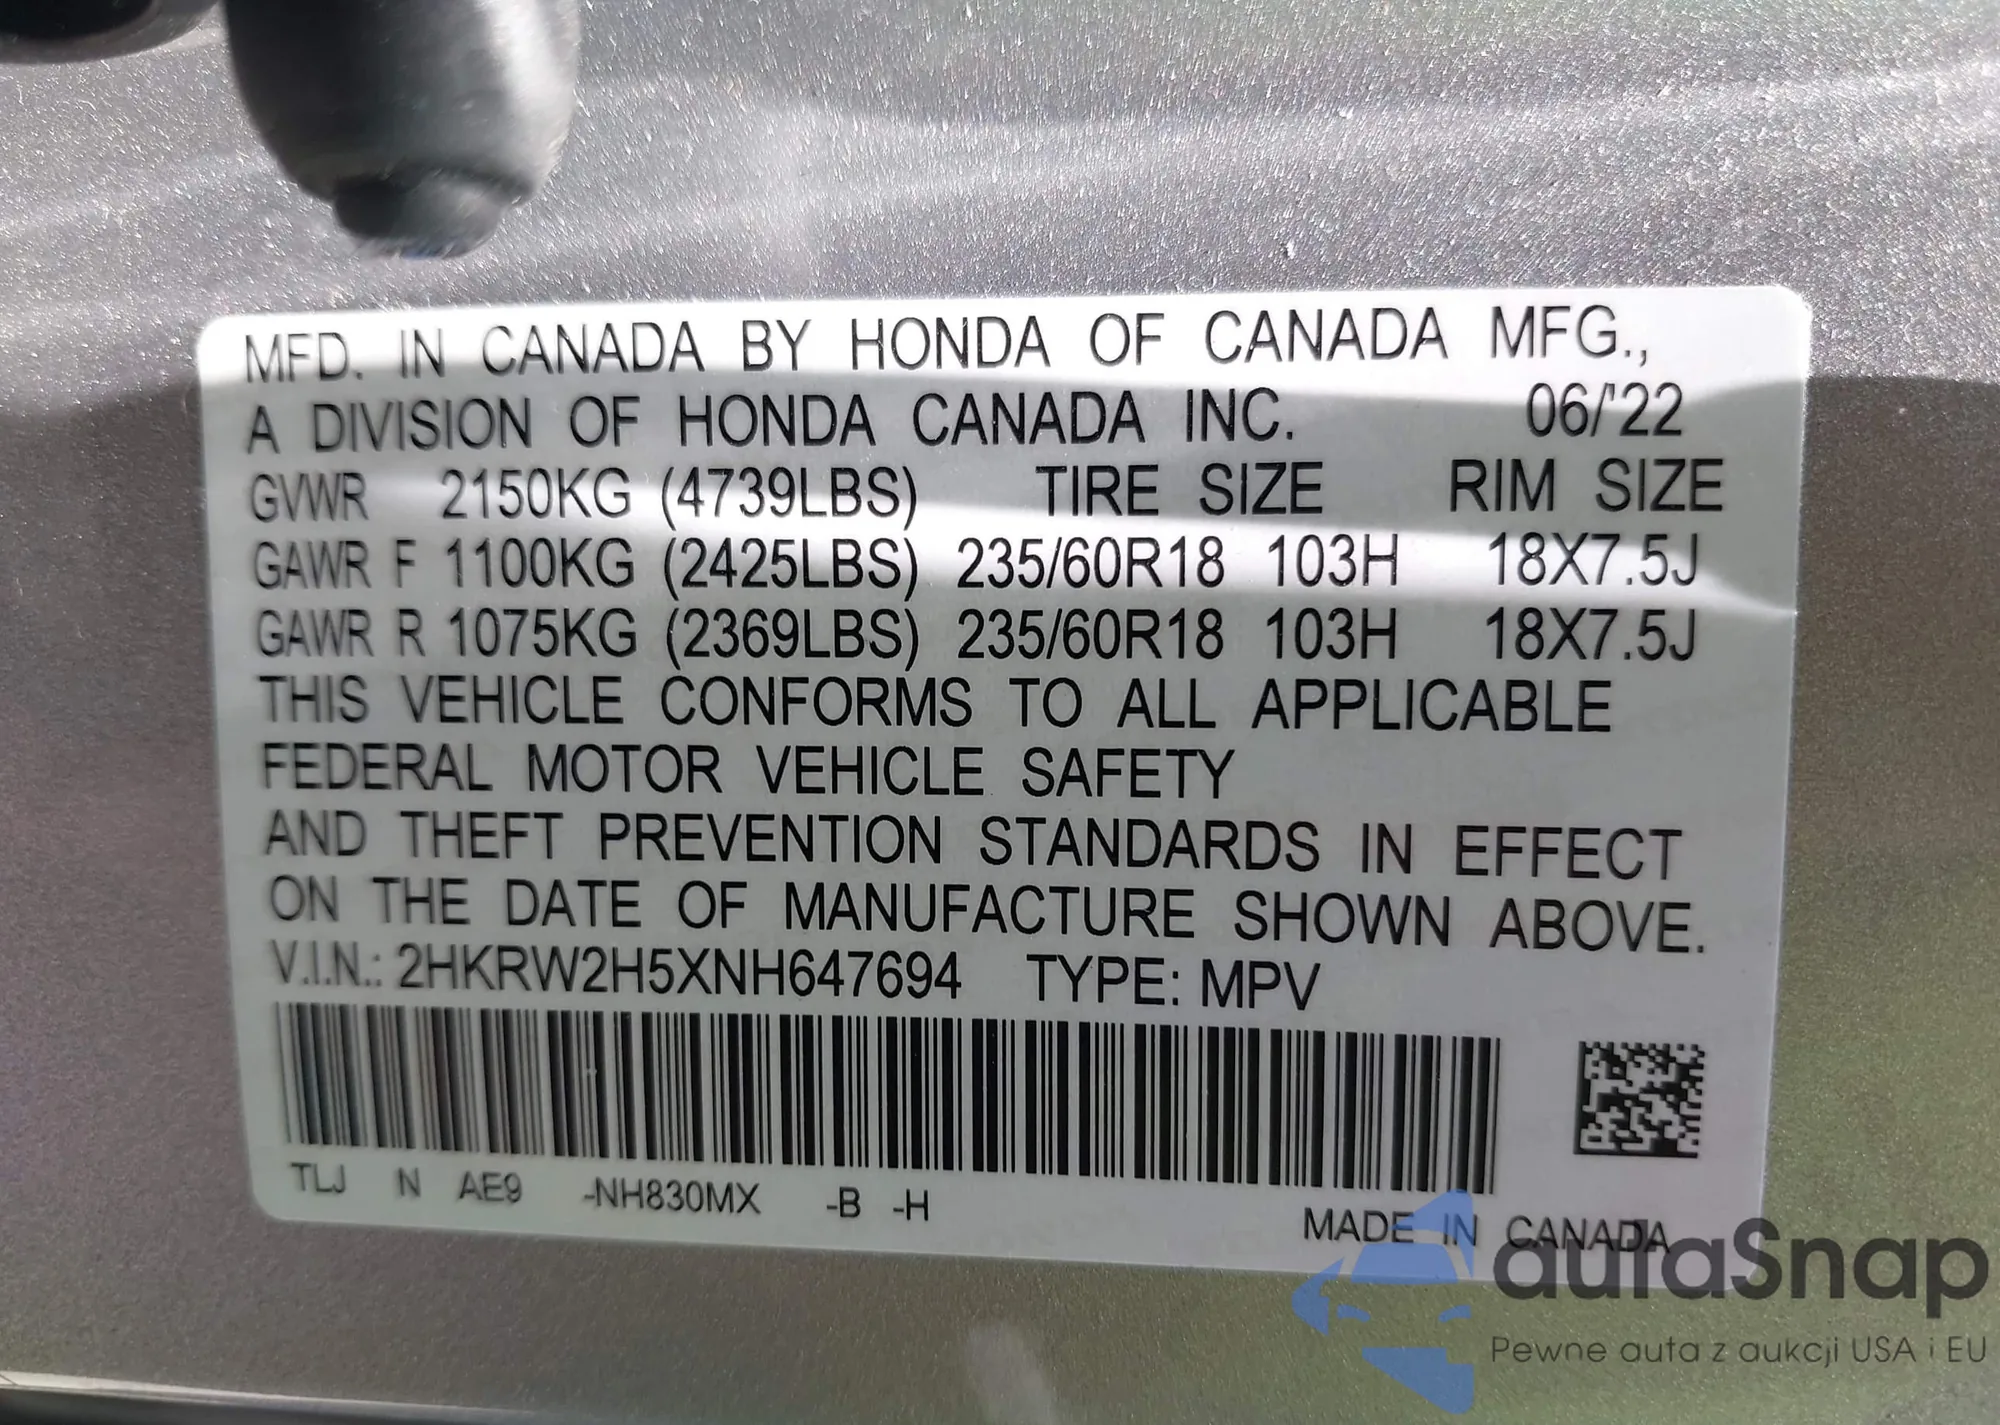 MFD. IN CANADA BY HONDA OF CANADA MFG.,
A DIVISION OF HONDA CANADA INC. 06/'22
GVWR 2150KG (4739LBS) TIRE SIZE RIM SIZE
GAWR F 1100KG (2425LBS) 235/60R18 103H 18X7.5J
GAWR R 1075KG (2369LBS) 235/60R18 103H 18X7.5J
THIS VEHICLE CONFORMS TO ALL APPLICABLE
FEDERAL MOTOR VEHICLE SAFETY
AND THEFT PREVENTION STANDARDS IN EFFECT
ON THE DATE OF MANUFACTURE SHOWN ABOVE.
V.I.N.: 2HKRW2H5XNH647694 TYPE: MPV
TLJ N AE9 -NH830MX -B -H
MADE IN CANADA
autaSnap
Pewne auta z aukcji USA i EU